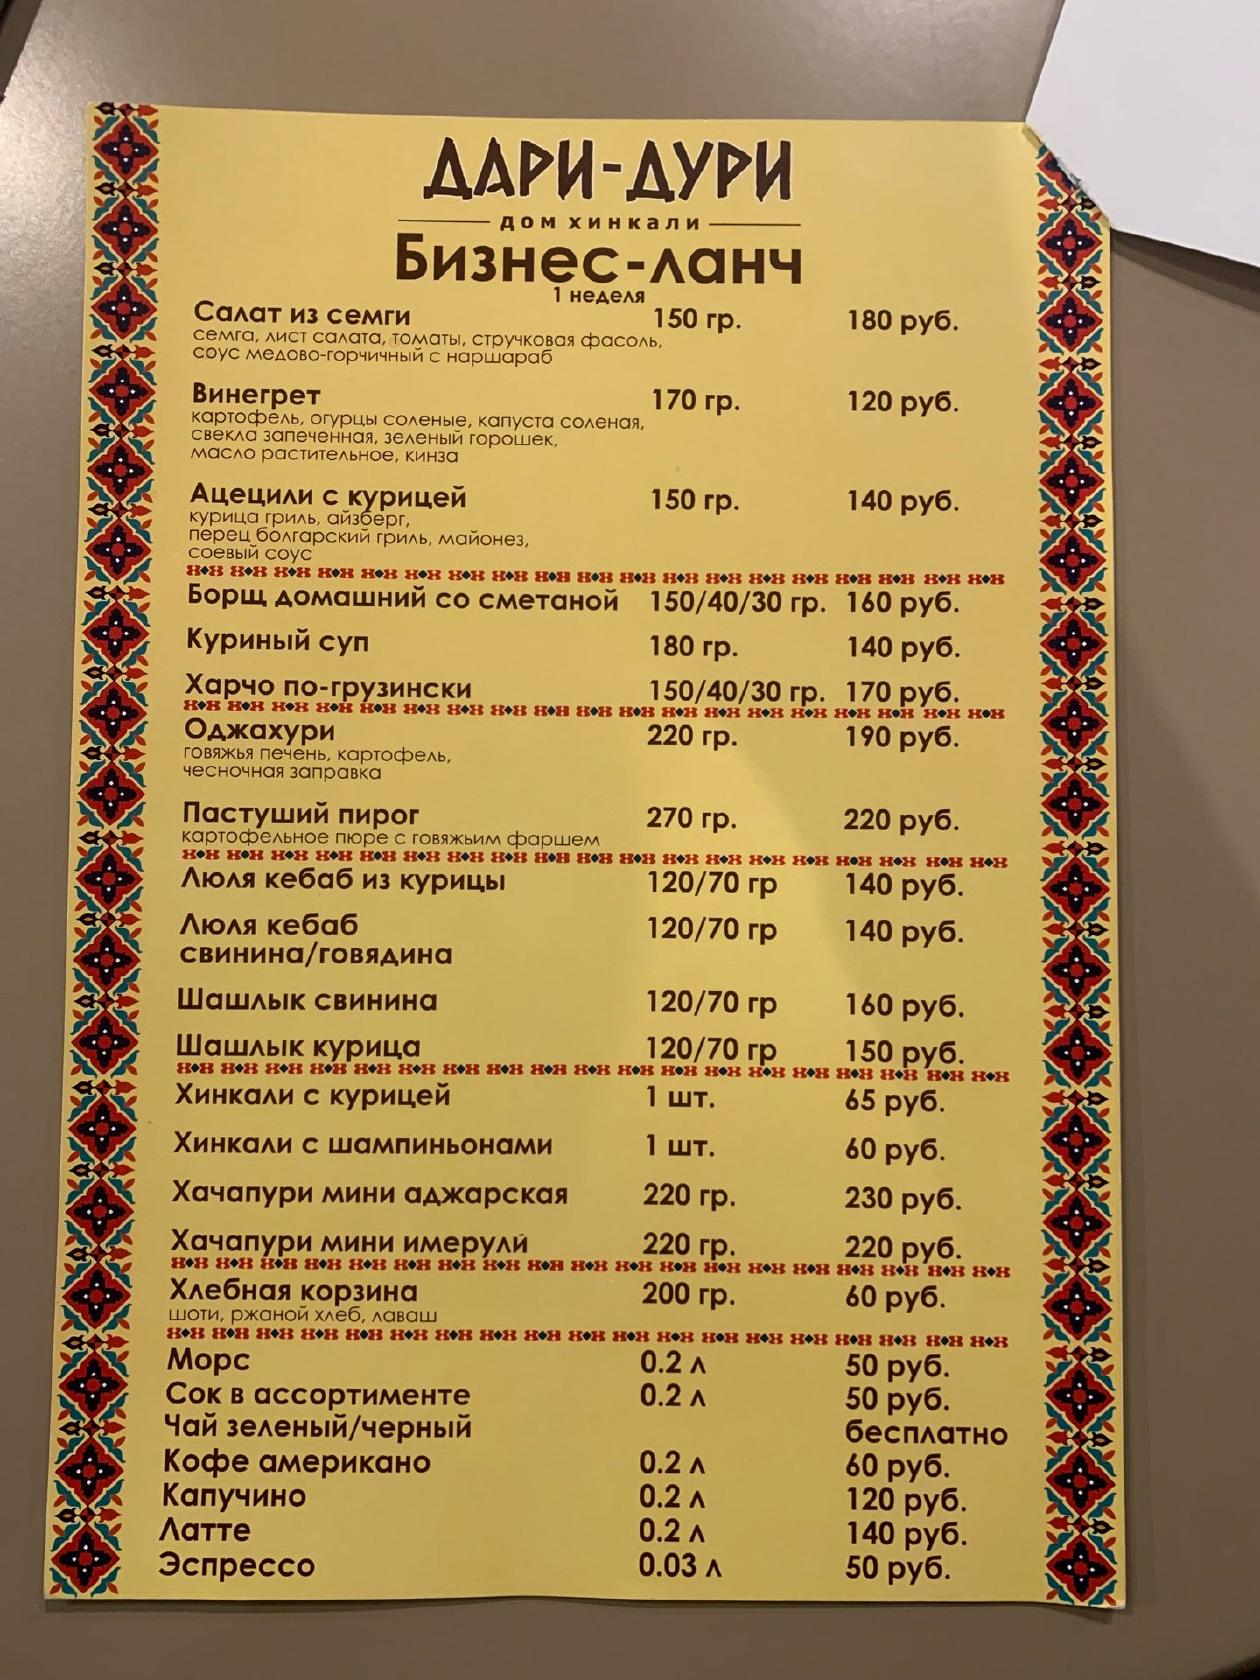 ДАРИ-ДУРИ
ДОМ ХИНКАЛИ
Бизнес-ланч
1 неделя
Салат из семги 150 гр. 180 руб.
семга, лист салата, томаты, стручковая фасоль,
соус медово-горчичный с наршараб
Винегрет 170 гр. 120 руб.
картофель, огурцы соленые, капуста соленая,
свекла запеченная, зеленый горошек,
масло растительное, кинза
Ацецили с курицей 150 гр. 140 руб.
курица гриль, айзберг,
перец болгарский гриль, майонез,
соевый соус
Борщ домашний со сметаной 150/40/30 гр. 160 руб.
Куриный суп 180 гр. 140 руб.
Харчо по-грузински 150/40/30 гр. 170 руб.
Оджахури 220 гр. 190 руб.
говяжья печень, картофель,
чесночная заправка
Пастуший пирог 270 гр. 220 руб.
картофельное пюре с говяжьим фаршем
Люля кебаб из курицы 120/70 гр 140 руб.
Люля кебаб 120/70 гр 140 руб.
свинина/говядина
Шашлык свинина 120/70 гр 160 руб.
Шашлык курица 120/70 гр 150 руб.
Хинкали с курицей 1 шт. 65 руб.
Хинкали с шампиньонами 1 шт. 60 руб.
Хачапури мини аджарская 220 гр. 230 руб.
Хачапури мини имерули 220 гр. 220 руб.
Хлебная корзина 200 гр. 60 руб.
шоти, ржаной хлеб, лаваш
Морс 0.2 л 50 руб.
Сок в ассортименте 0.2 л 50 руб.
Чай зеленый/черный бесплатно
Кофе американо 0.2 л 60 руб.
Капучино 0.2 л 120 руб.
Латте 0.2 л 140 руб.
Эспрессо 0.03 л 50 руб.